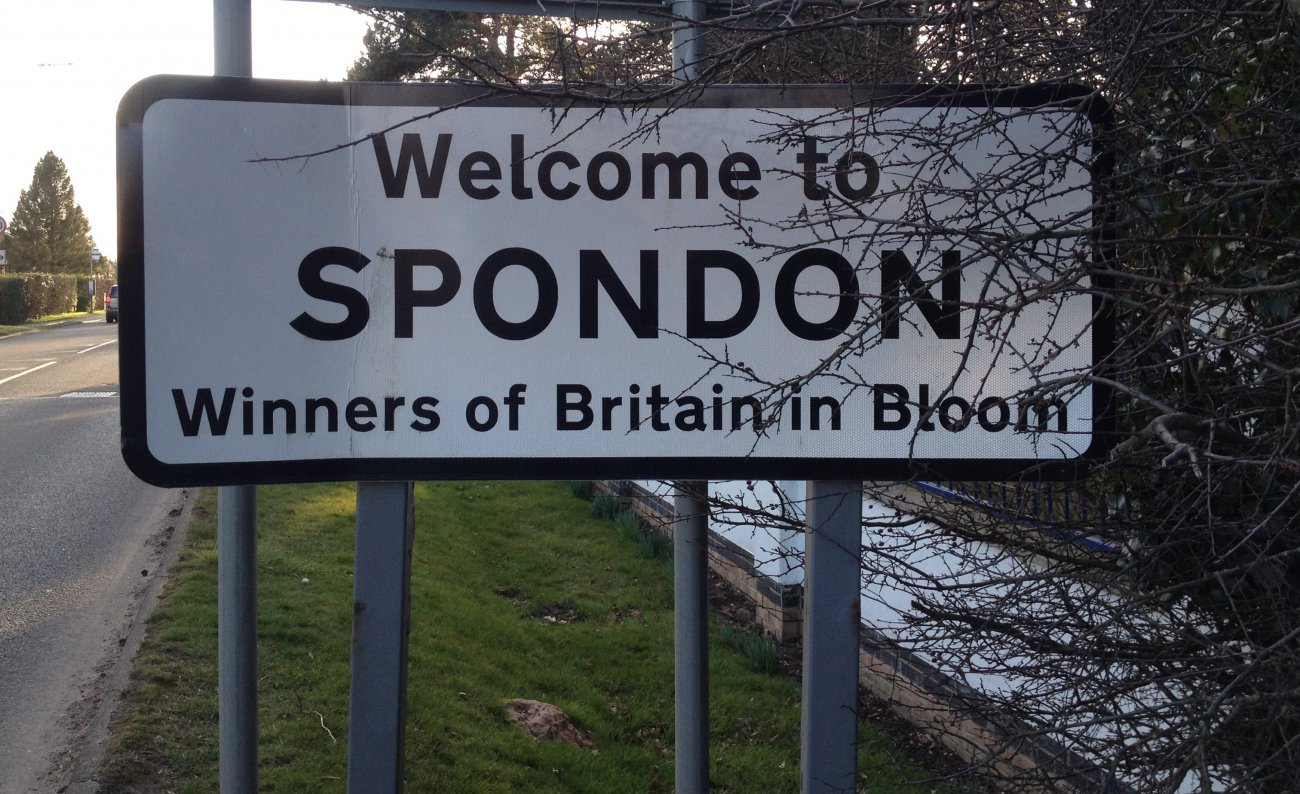 Welcome to
SPONDON
Winners of Britain in Bloom